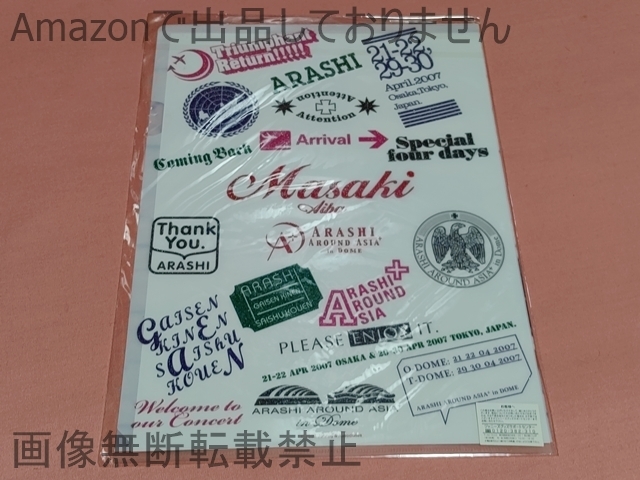 Amazonで出品しておりません
Triumphant
Return!!!!!
ARASHI
21-22
29-30
April.2007
Osaka,Tokyo,
Japan.
Attention
Attention
Coming Back
Arrival
Special
four days
Masaki
Aiba
Thank
You.
ARASHI
ARASHI
AROUND ASIA+
in DOME
ARASHI AROUND ASIA+ in Dome
ARASHI
GAISEN KINEN
SAISHUKOUEN
ARASHI
AROUND
ASIA
GAISEN
KINEN
SAISHU
KOUEN
PLEASE ENJOY IT.
21-22 APR 2007 OSAKA & 29-30 APR 2007 TOKYO, JAPAN.
O-DOME: 21 22 04 2007
T-DOME: 29 30 04 2007
ARASHI AROUND ASIA+ in DOME
Welcome to
our Concert
ARASHI AROUND ASIA
in Dome
画像無断転載禁止